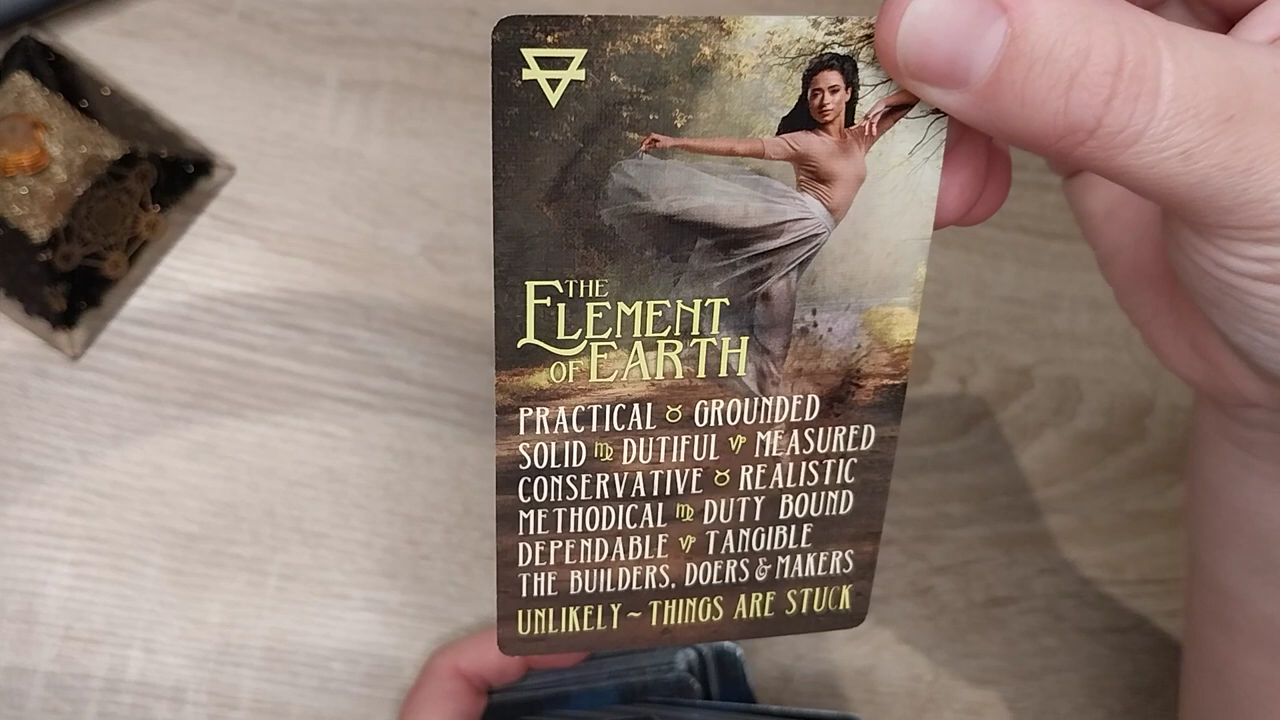 THE
ELEMENT
OF EARTH
PRACTICAL ♉ GROUNDED
SOLID ♍ DUTIFUL ♑ MEASURED
CONSERVATIVE ♉ REALISTIC
METHODICAL ♍ DUTY BOUND
DEPENDABLE ♑ TANGIBLE
THE BUILDERS, DOERS & MAKERS
UNLIKELY ~ THINGS ARE STUCK